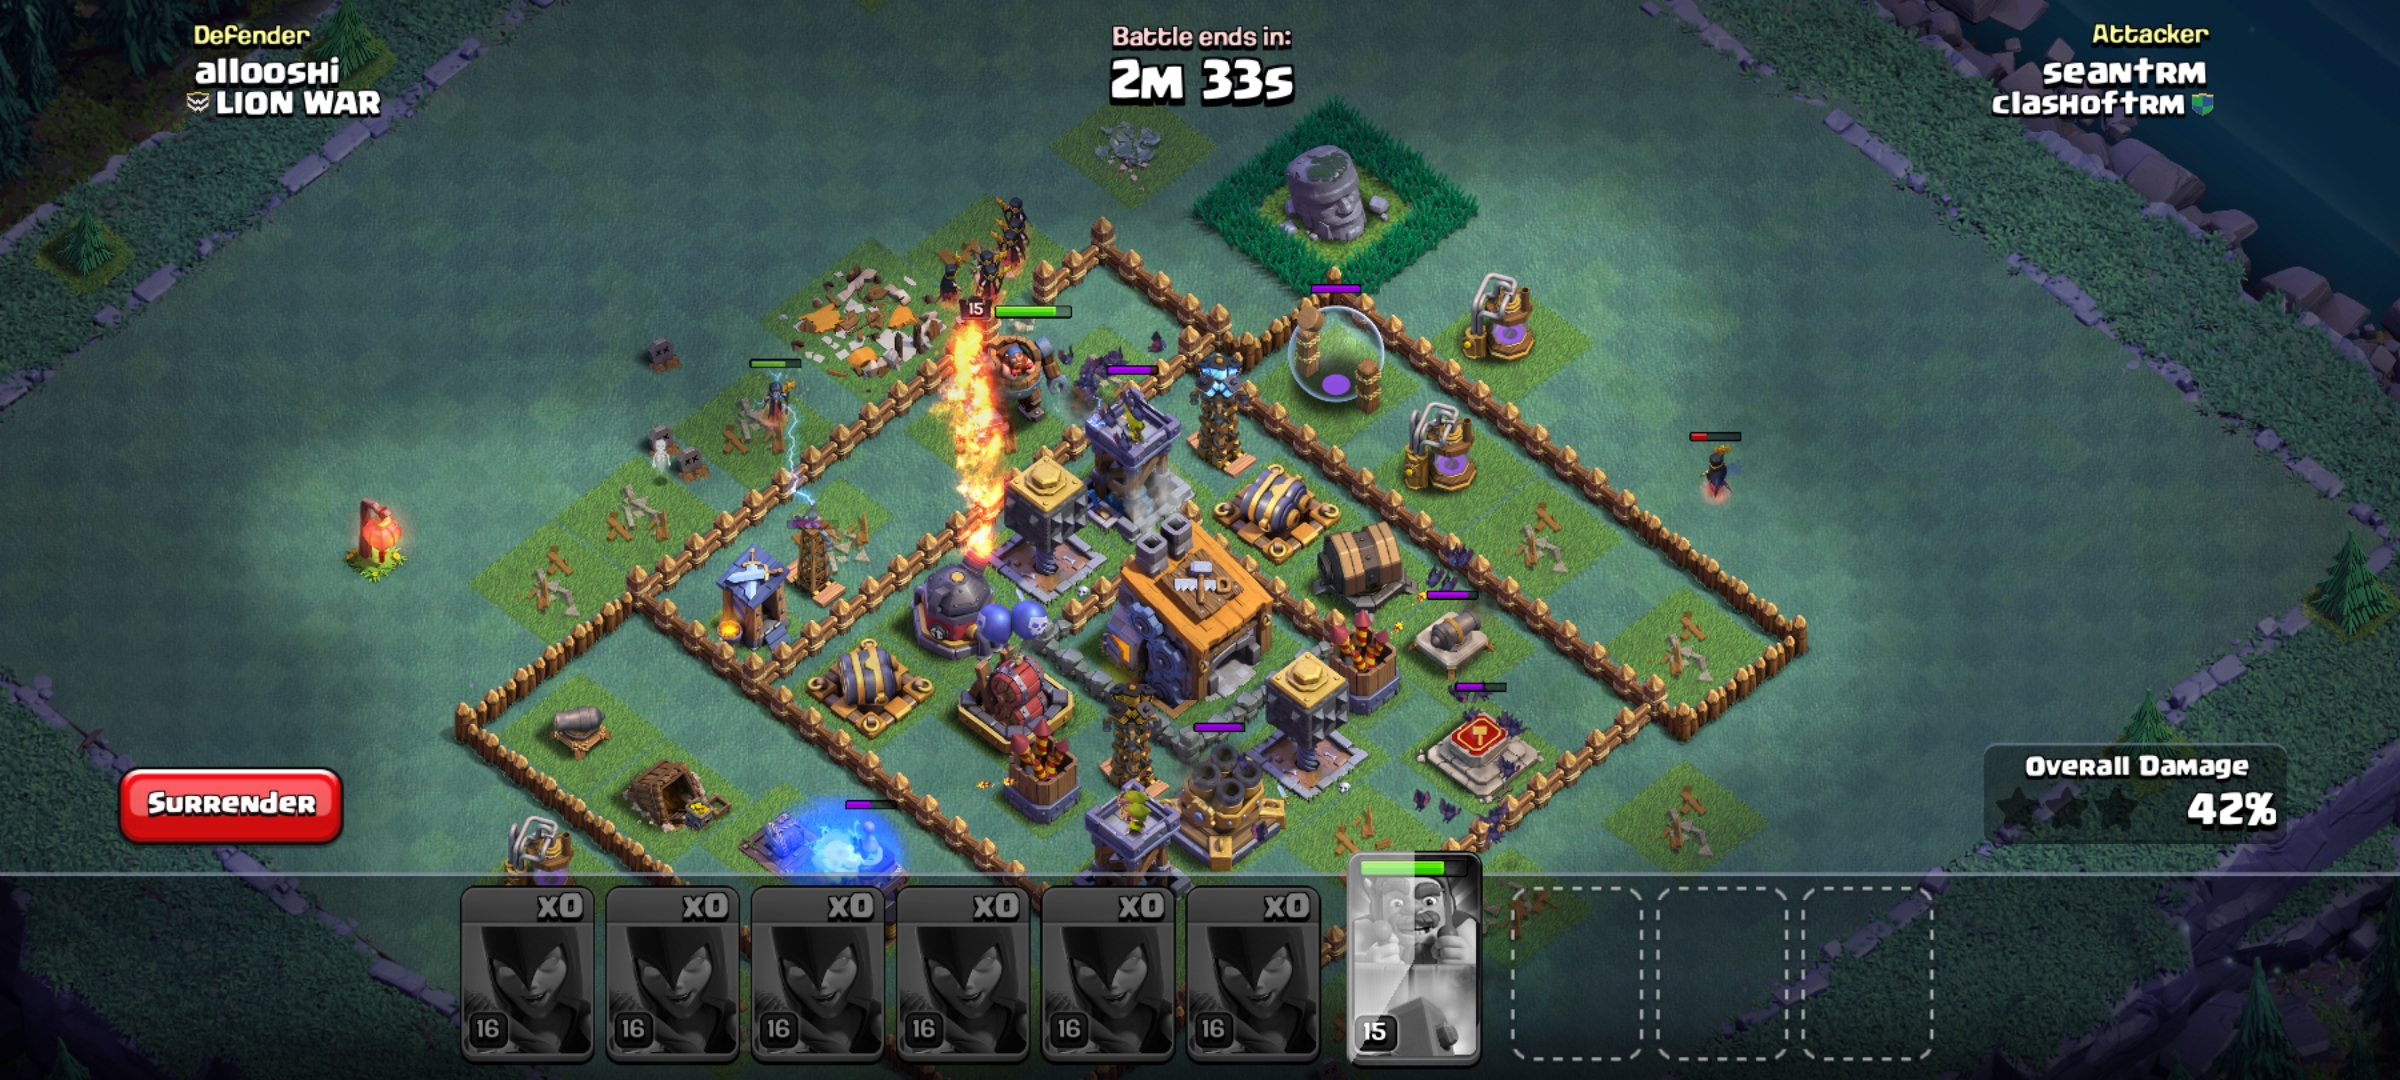 Defender
allooshi
LION WAR
Battle ends in:
2M 33s
Attacker
seantRM
clashoftRM
15
Surrender
Overall Damage
42%
x0
x0
x0
x0
x0
x0
16
16
16
16
16
16
15